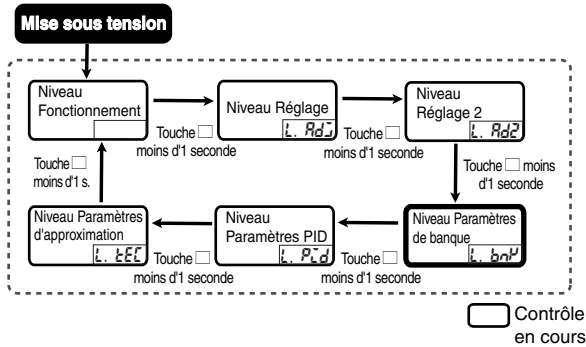 Mise sous tension
Niveau
Fonctionnement
Touche □
moins d'1 seconde
Niveau Réglage
L. AdJ
Touche □
moins d'1 seconde
Niveau
Réglage 2
L. Ad2
Touche □ moins
d'1 seconde
Niveau Paramètres
de banque
L. bnK
Touche □
moins d'1 seconde
Niveau
Paramètres PID
L. Pid
Touche □
moins d'1 seconde
Niveau Paramètres
d'approximation
L. tEC
Touche □
moins d'1 s.
Contrôle
en cours